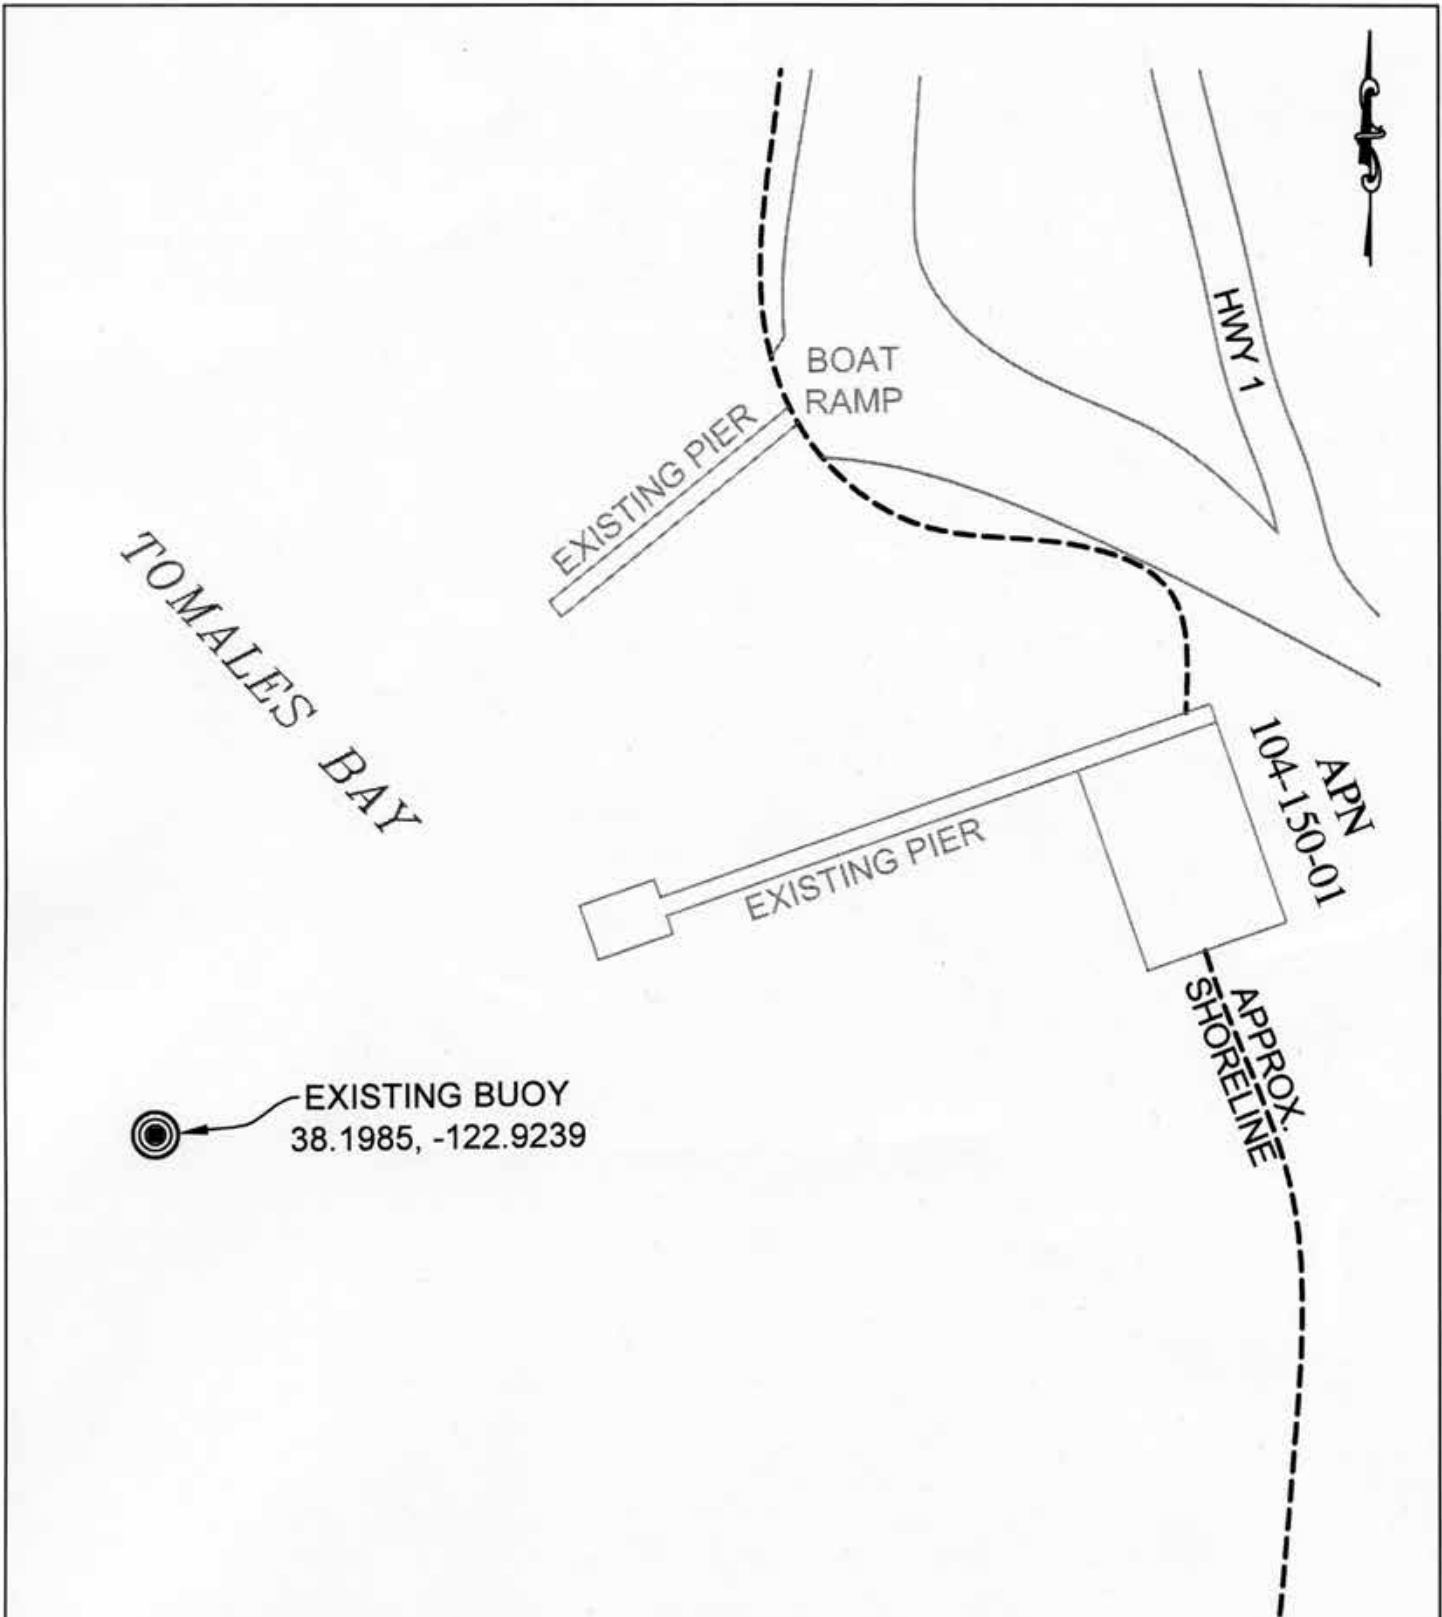 HWY 1
BOAT
RAMP
EXISTING PIER
TOMALES BAY
APN
104-150-01
EXISTING PIER
APPROX.
SHORELINE
EXISTING BUOY
38.1985, -122.9239